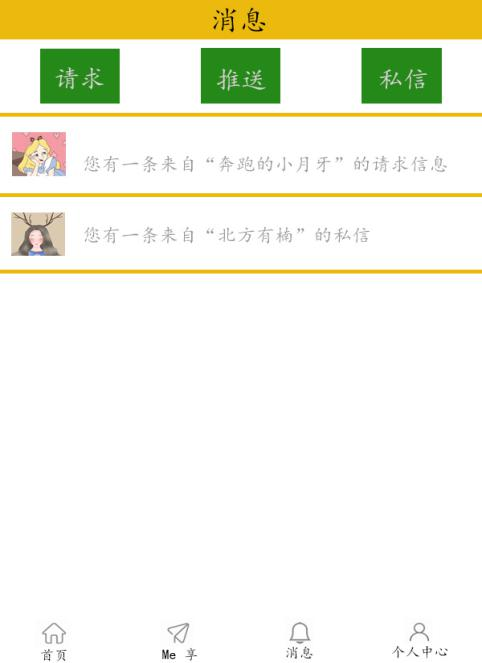 消息
请求 推送 私信
您有一条来自“奔跑的小月牙”的请求信息
您有一条来自“北方有楠”的私信
首页 Me 享 消息 个人中心